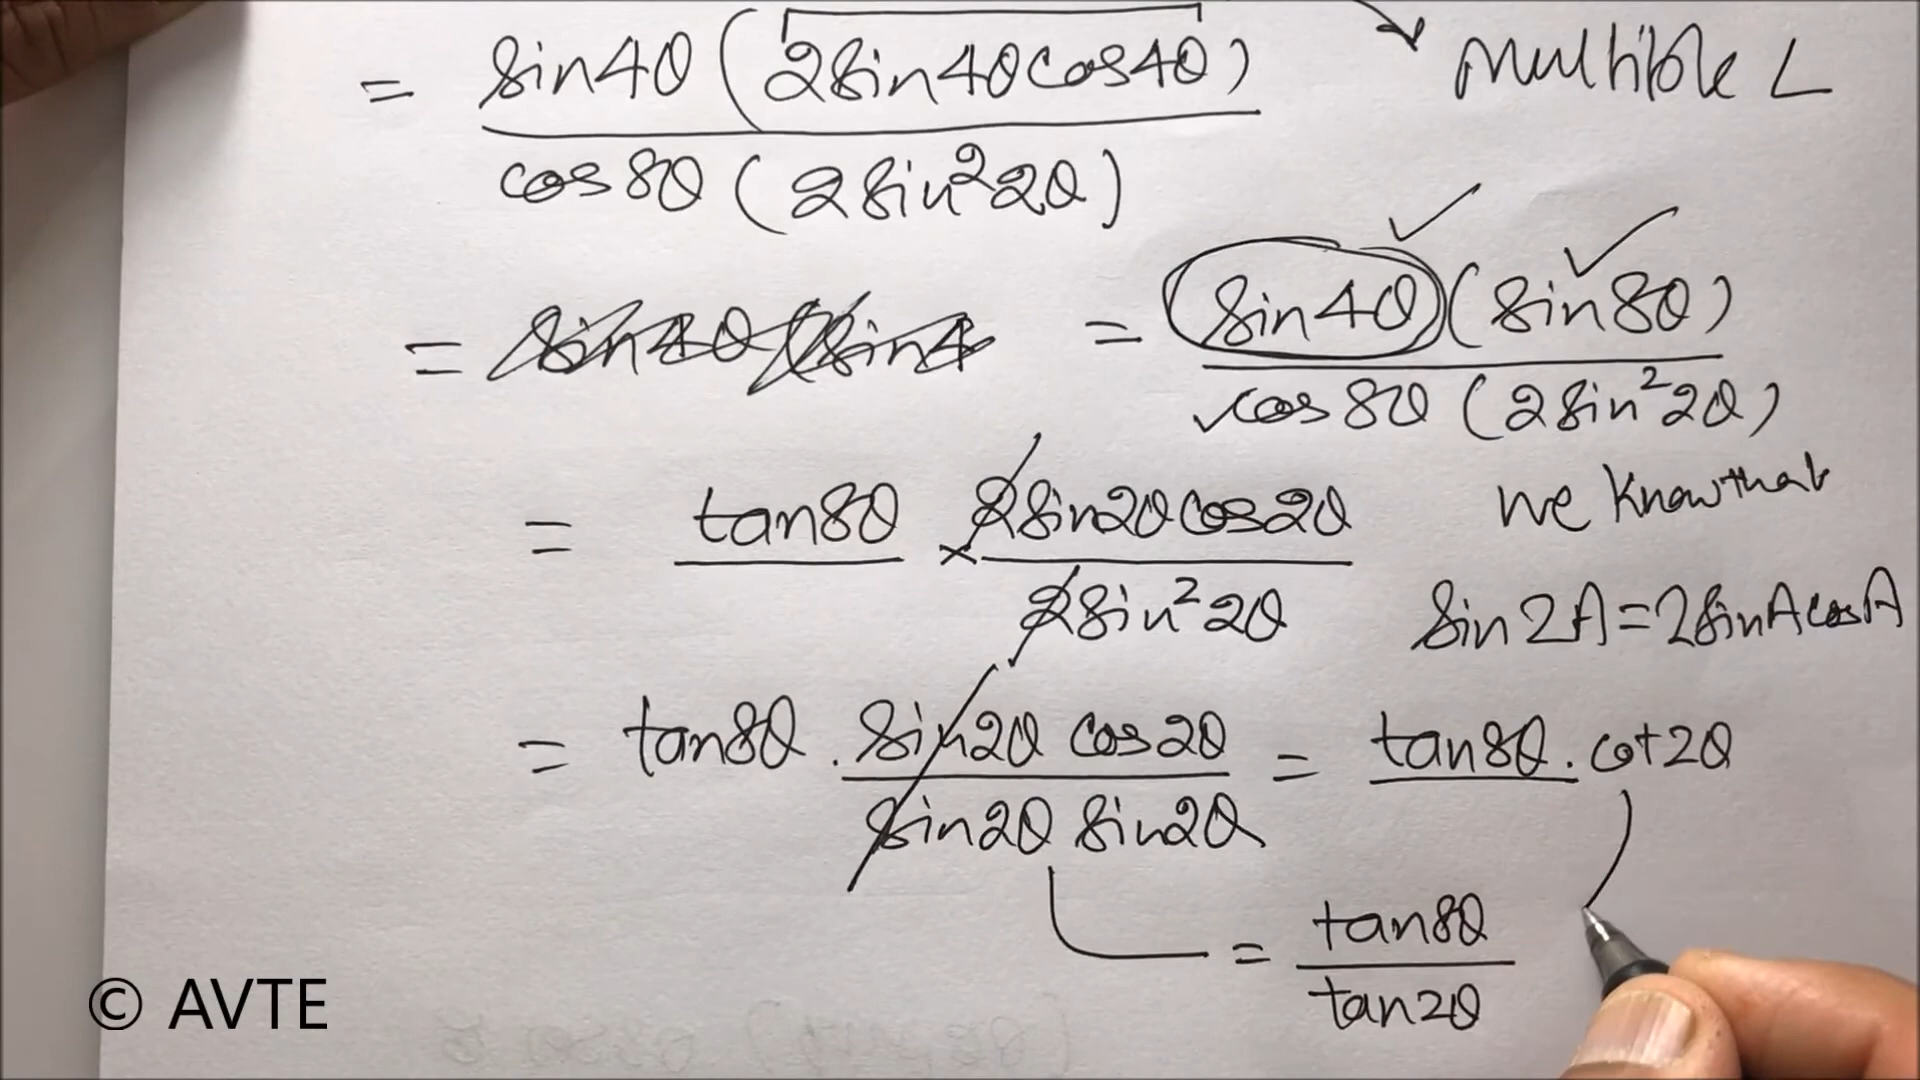 = sin4θ (2sin4θcos4θ)
cos8θ (2sin²2θ)
multiple L
= sin4θ (sin4
= sin4θ (sin8θ)
cos8θ (2sin²2θ)
= tan8θ × 2sin2θcos2θ
2sin²2θ
we know that
sin2A=2sinAcosA
= tan8θ . sin2θ cos2θ = tan8θ . cot2θ
sin2θ sin2θ
= tan8θ
tan2θ
© AVTE